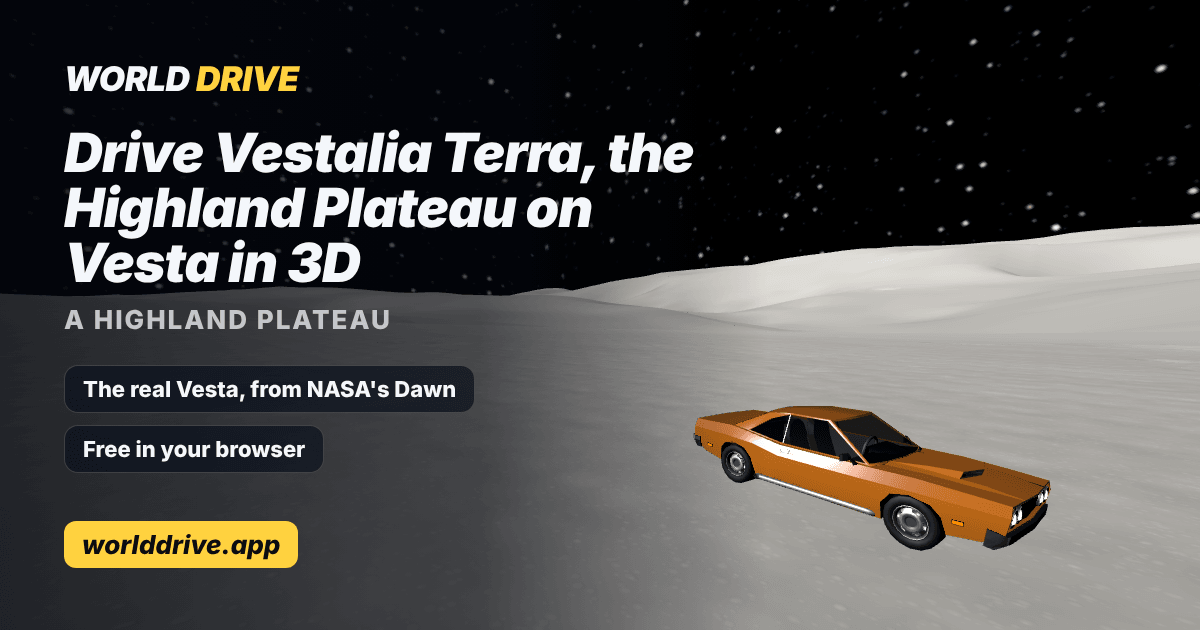 WORLD DRIVE
Drive Vestalia Terra, the
Highland Plateau on
Vesta in 3D
A HIGHLAND PLATEAU
The real Vesta, from NASA's Dawn
Free in your browser
worlddrive.app